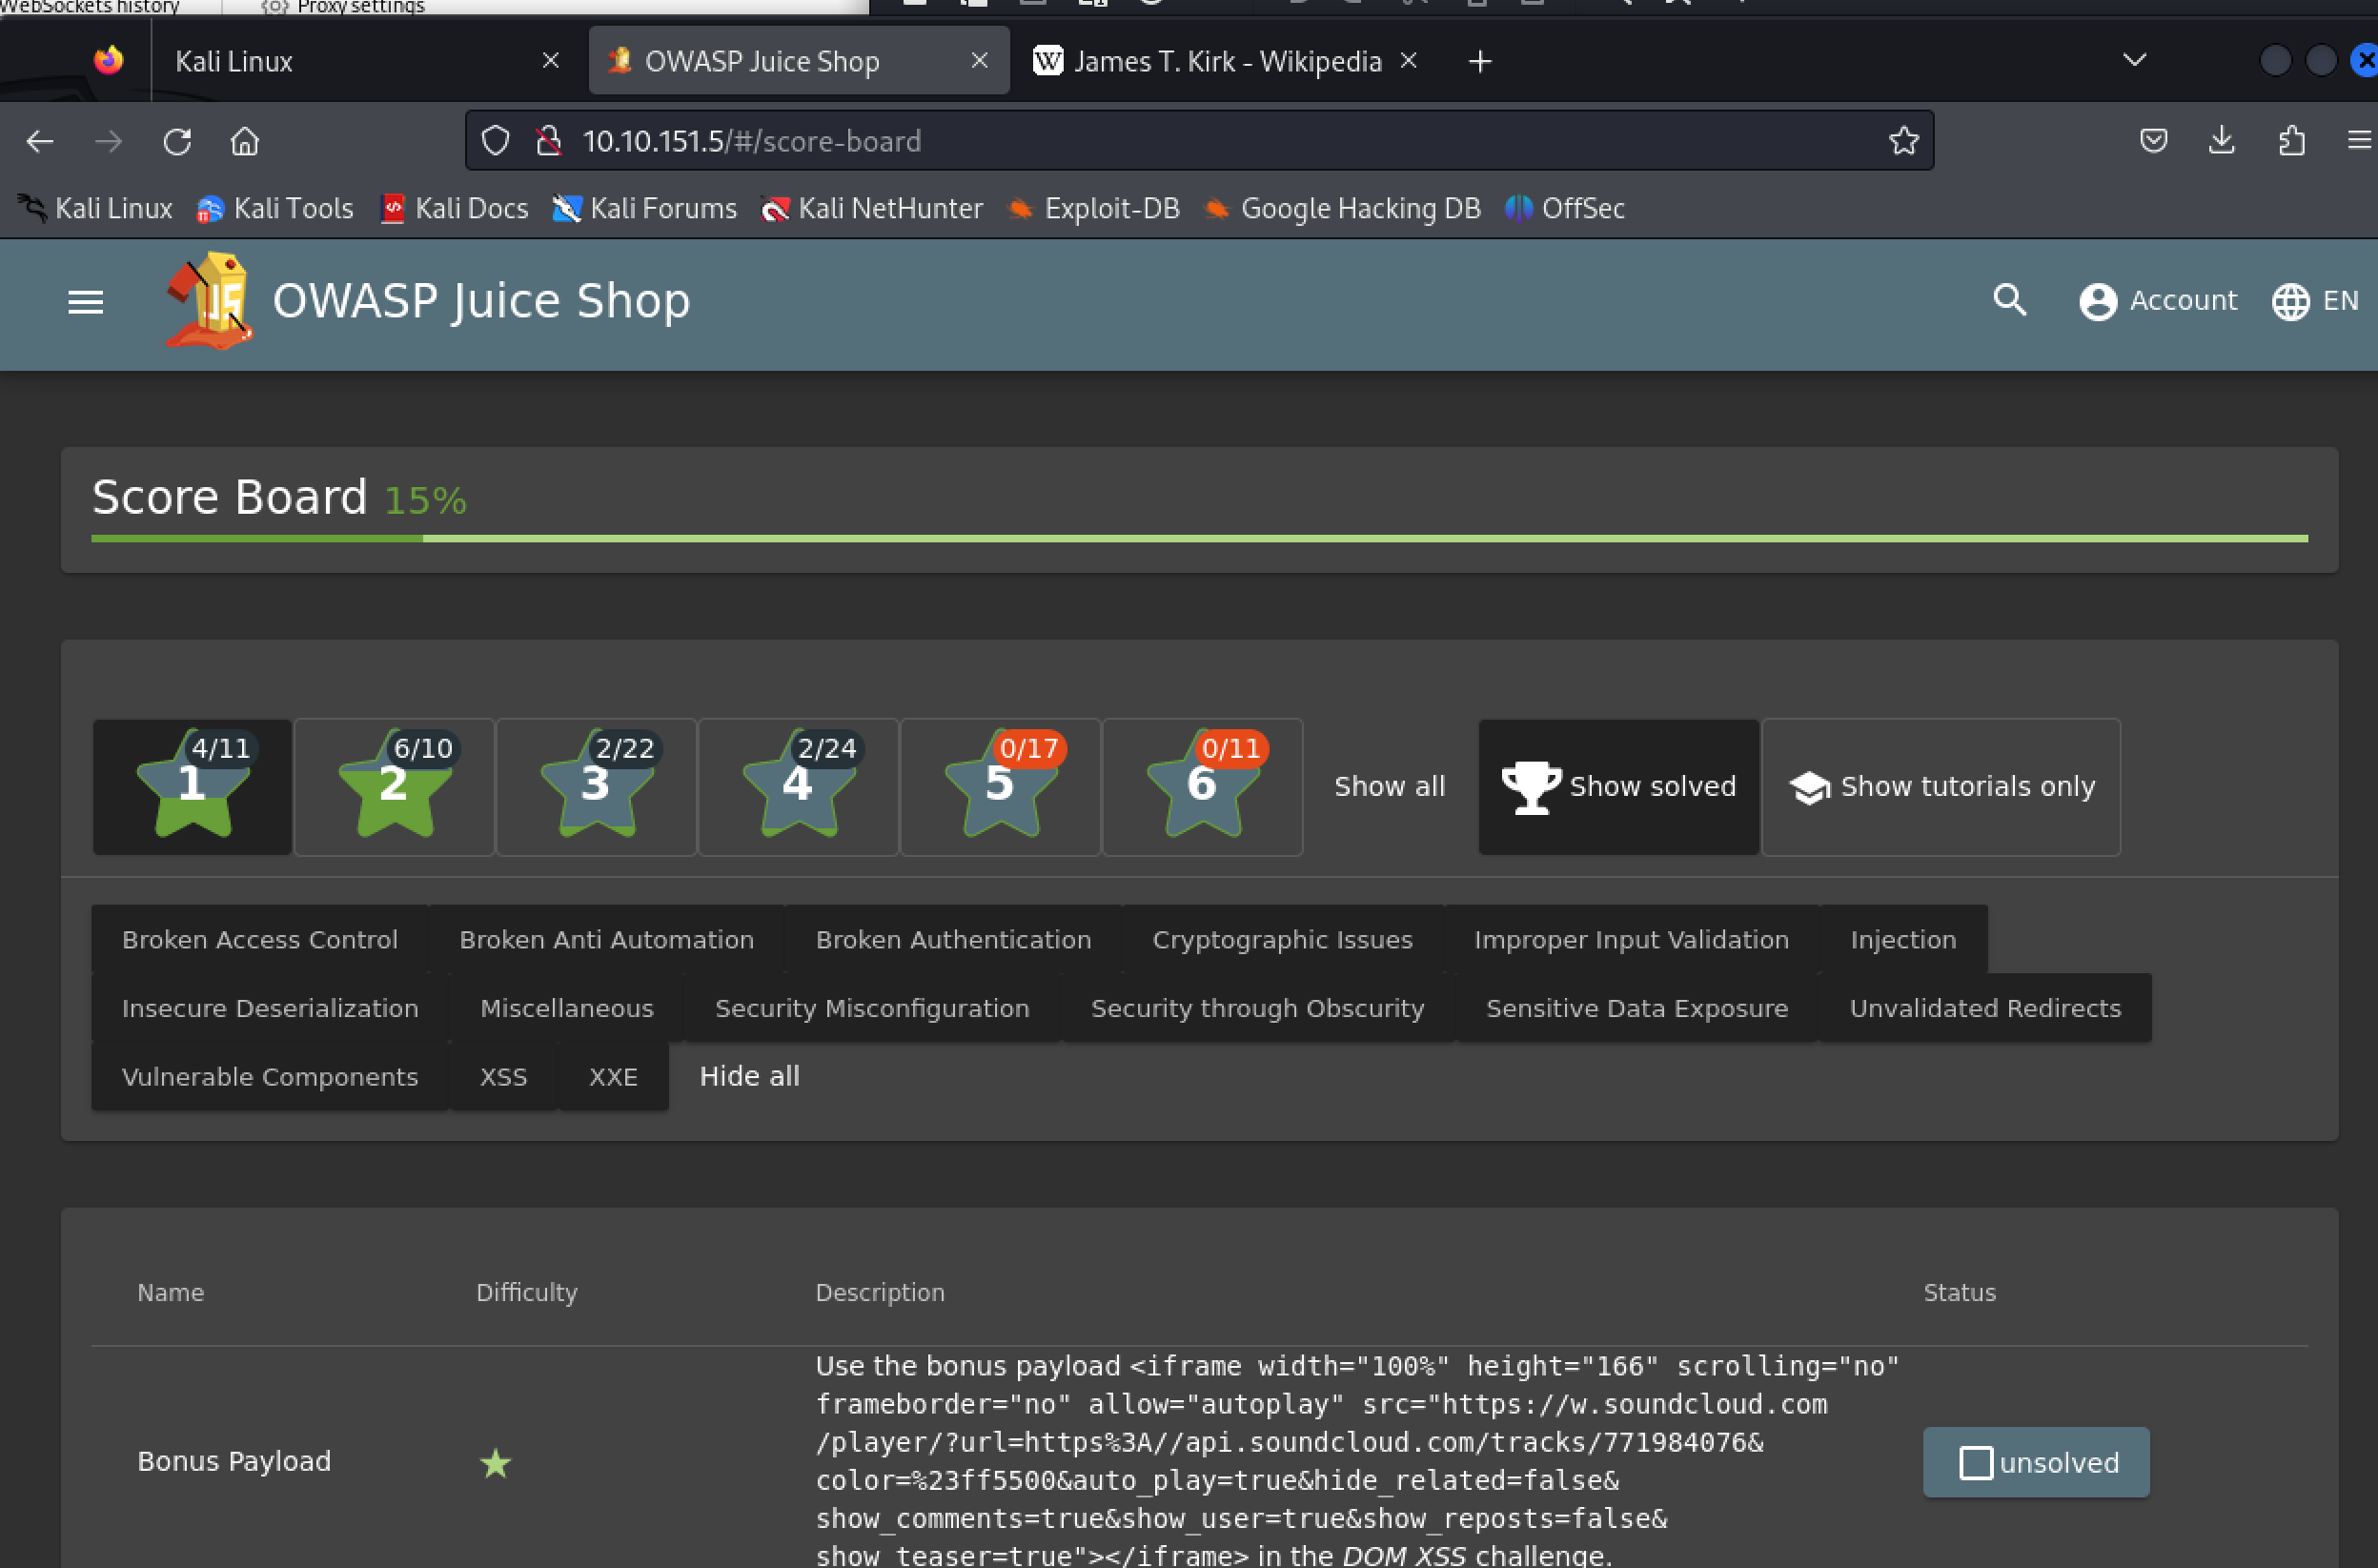 WebSockets history Proxy settings
Kali Linux OWASP Juice Shop James T. Kirk - Wikipedia
10.10.151.5/#/score-board
Kali Linux Kali Tools Kali Docs Kali Forums Kali NetHunter Exploit-DB Google Hacking DB OffSec
OWASP Juice Shop Account EN
Score Board 15%
4/11 6/10 2/22 2/24 0/17 0/11
1 2 3 4 5 6 Show all Show solved Show tutorials only
Broken Access Control Broken Anti Automation Broken Authentication Cryptographic Issues Improper Input Validation Injection
Insecure Deserialization Miscellaneous Security Misconfiguration Security through Obscurity Sensitive Data Exposure Unvalidated Redirects
Vulnerable Components XSS XXE Hide all
Name Difficulty Description Status
Use the bonus payload <iframe width="100%" height="166" scrolling="no"
frameborder="no" allow="autoplay" src="https://w.soundcloud.com
/player/?url=https%3A//api.soundcloud.com/tracks/771984076&
Bonus Payload unsolved
color=%23ff5500&auto_play=true&hide_related=false&
show_comments=true&show_user=true&show_reposts=false&
show_teaser=true"></iframe> in the DOM XSS challenge.